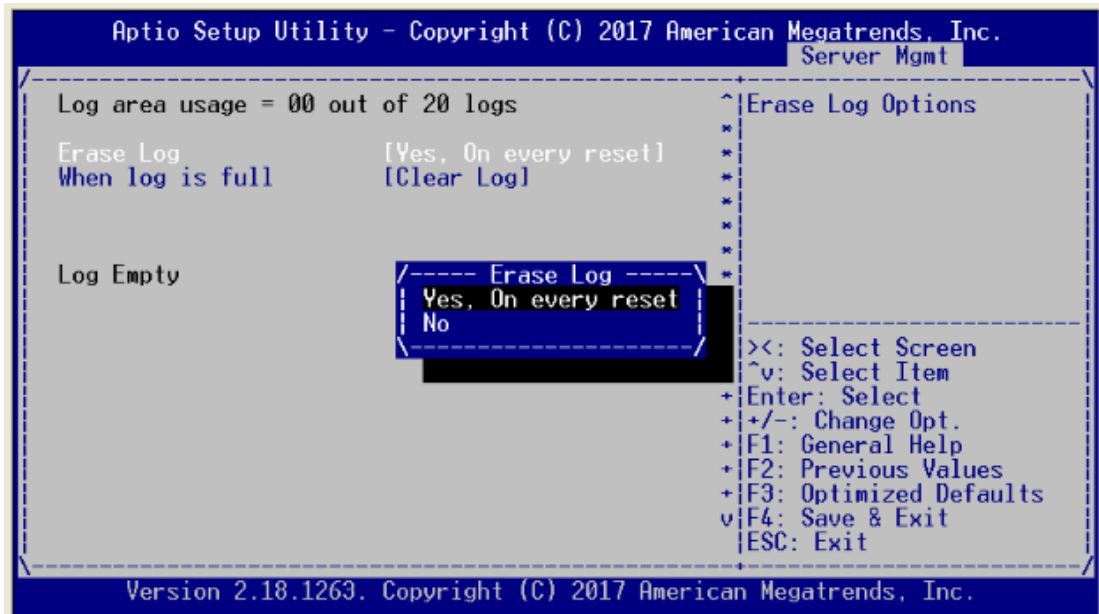 Aptio Setup Utility - Copyright (C) 2017 American Megatrends, Inc.
Server Mgmt
Log area usage = 00 out of 20 logs
Erase Log [Yes, On every reset]
When log is full [Clear Log]
Log Empty
Erase Log
Yes, On every reset
No
Erase Log Options
><: Select Screen
^v: Select Item
Enter: Select
+/-: Change Opt.
F1: General Help
F2: Previous Values
F3: Optimized Defaults
F4: Save & Exit
ESC: Exit
Version 2.18.1263. Copyright (C) 2017 American Megatrends, Inc.